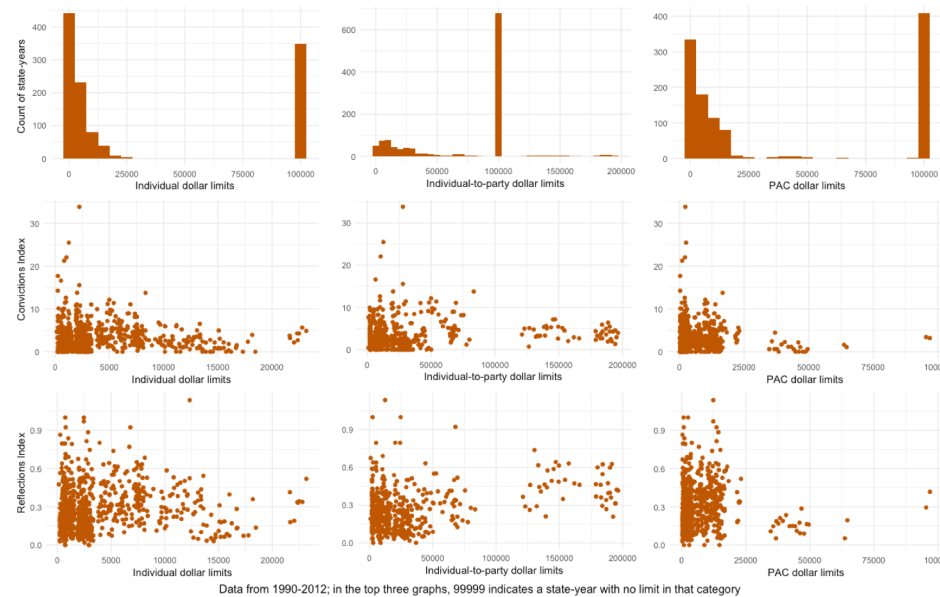 400
300
200
100
0
Count of state-years
0 25000 50000 75000 100000
Individual dollar limits
600
400
200
0
0 50000 100000 150000 200000
Individual-to-party dollar limits
400
300
200
100
0
0 25000 50000 75000 100000
PAC dollar limits
30
20
10
0
Convictions Index
0 5000 10000 15000 20000
Individual dollar limits
30
20
10
0
0 50000 100000 150000 200000
Individual-to-party dollar limits
30
20
10
0
0 25000 50000 75000 1000
PAC dollar limits
0.9
0.6
0.3
0.0
Reflections Index
0 5000 10000 15000 20000
Individual dollar limits
0.9
0.6
0.3
0.0
0 50000 100000 150000 200000
Individual-to-party dollar limits
0.9
0.6
0.3
0.0
0 25000 50000 75000 1000
PAC dollar limits
Data from 1990-2012; in the top three graphs, 99999 indicates a state-year with no limit in that category